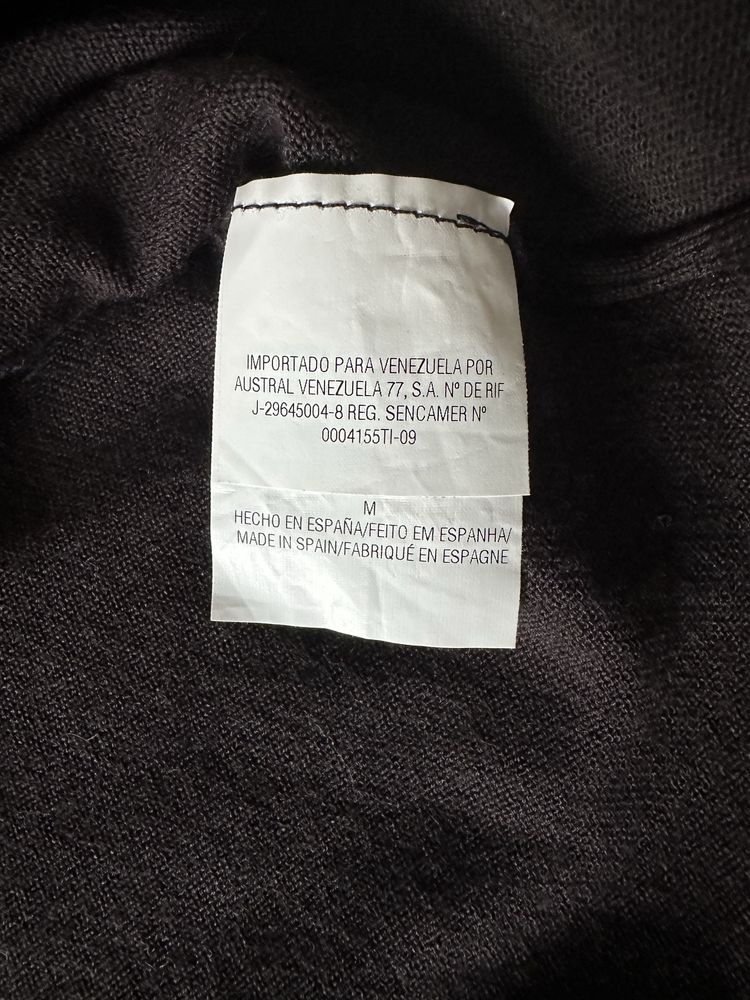 IMPORTADO PARA VENEZUELA POR
AUSTRAL VENEZUELA 77, S.A. Nº DE RIF
J-29645004-8 REG. SENCAMER Nº
0004155TI-09
M
HECHO EN ESPAÑA/FEITO EM ESPANHA/
MADE IN SPAIN/FABRIQUÉ EN ESPAGNE